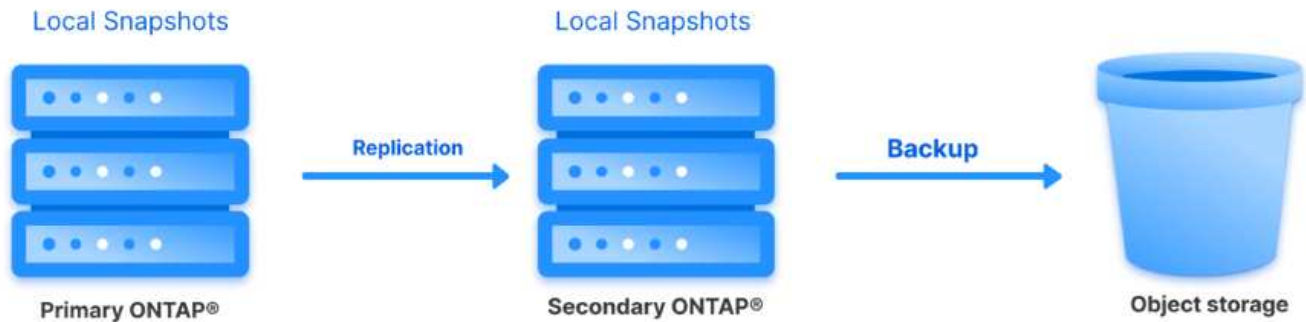 Local Snapshots
Local Snapshots
Replication
Backup
Primary ONTAP®
Secondary ONTAP®
Object storage